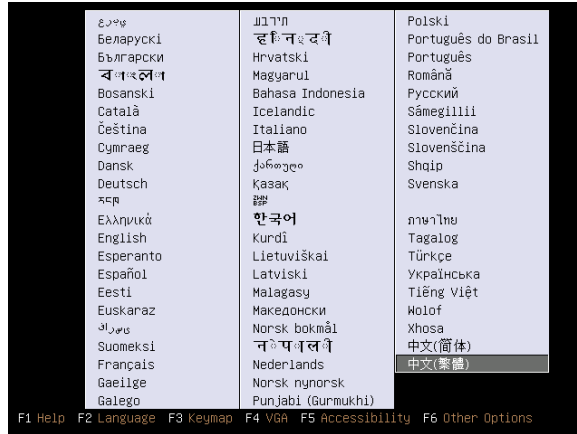 Беларускі
Български
Bosanski
Català
Čeština
Cymraeg
Dansk
Deutsch
Ελληνικά
English
Esperanto
Español
Eesti
Euskaraz
Suomeksi
Français
Gaeilge
Galego
Hrvatski
Magyarul
Bahasa Indonesia
Icelandic
Italiano
日本語
ქართული
Қазақ
한국어
Kurdî
Lietuviškai
Latviski
Malagasy
Македонски
Norsk bokmål
Nederlands
Norsk nynorsk
Punjabi (Gurmukhi)
Polski
Português do Brasil
Português
Română
Русский
Sámegillii
Slovenčina
Slovenščina
Shqip
Svenska
ภาษาไทย
Tagalog
Türkçe
Українська
Tiếng Việt
Wolof
Xhosa
中文(简体)
中文(繁體)
F1 Help F2 Language F3 Keymap F4 VGA F5 Accessibility F6 Other Options